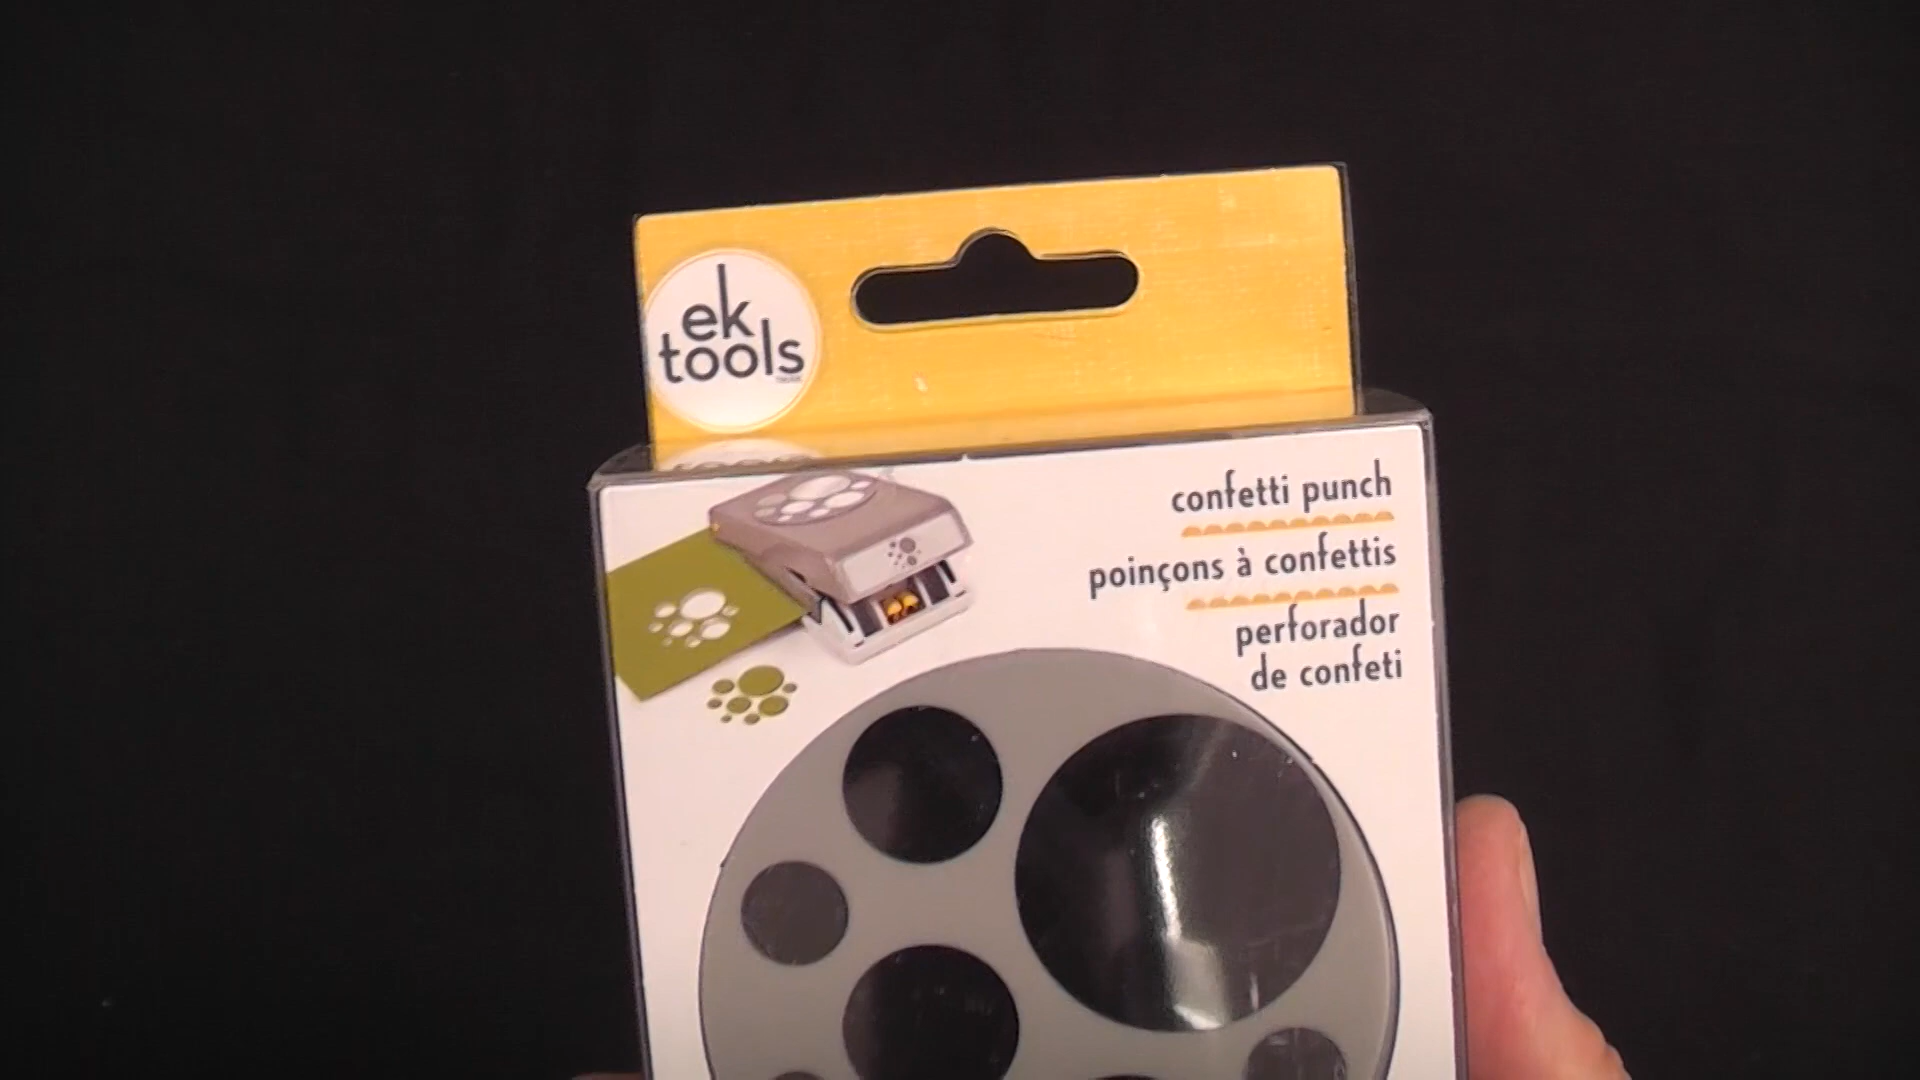 ek
tools
confetti punch
poinçons à confettis
perforador
de confeti